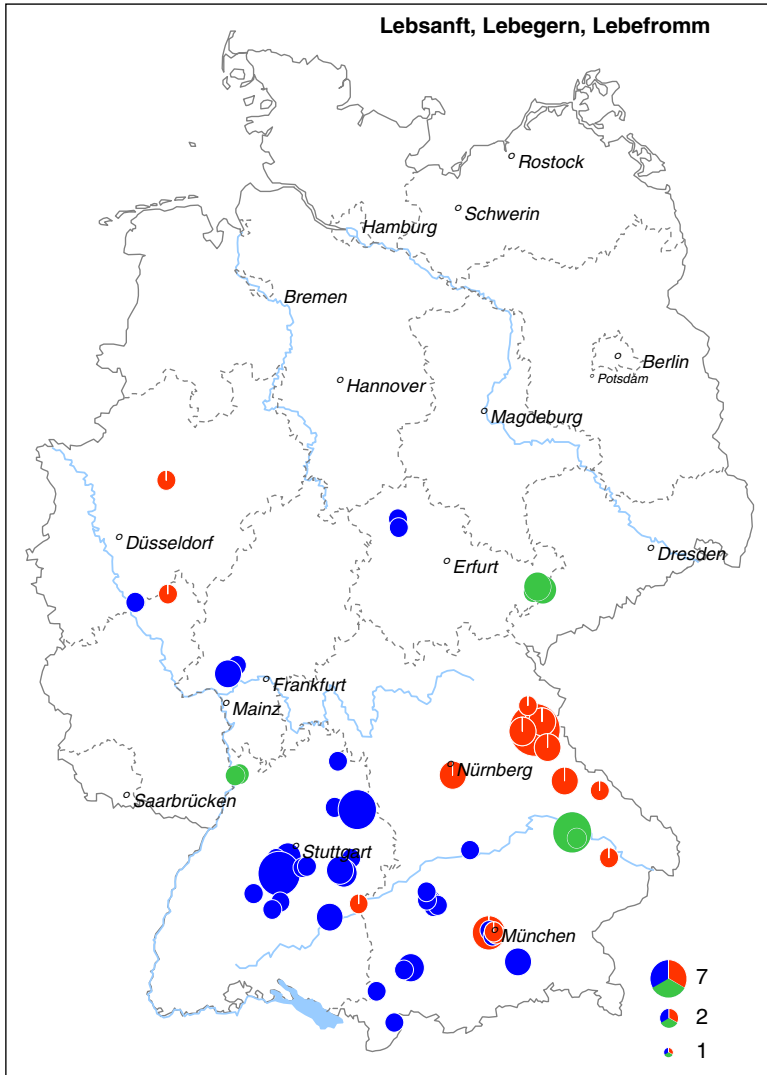 Lebsanft, Lebegern, Lebefromm
Rostock
Schwerin
Hamburg
Bremen
Berlin
Potsdam
Hannover
Magdeburg
Düsseldorf
Dresden
Erfurt
Frankfurt
Mainz
Nürnberg
Saarbrücken
Stuttgart
München
7
2
1